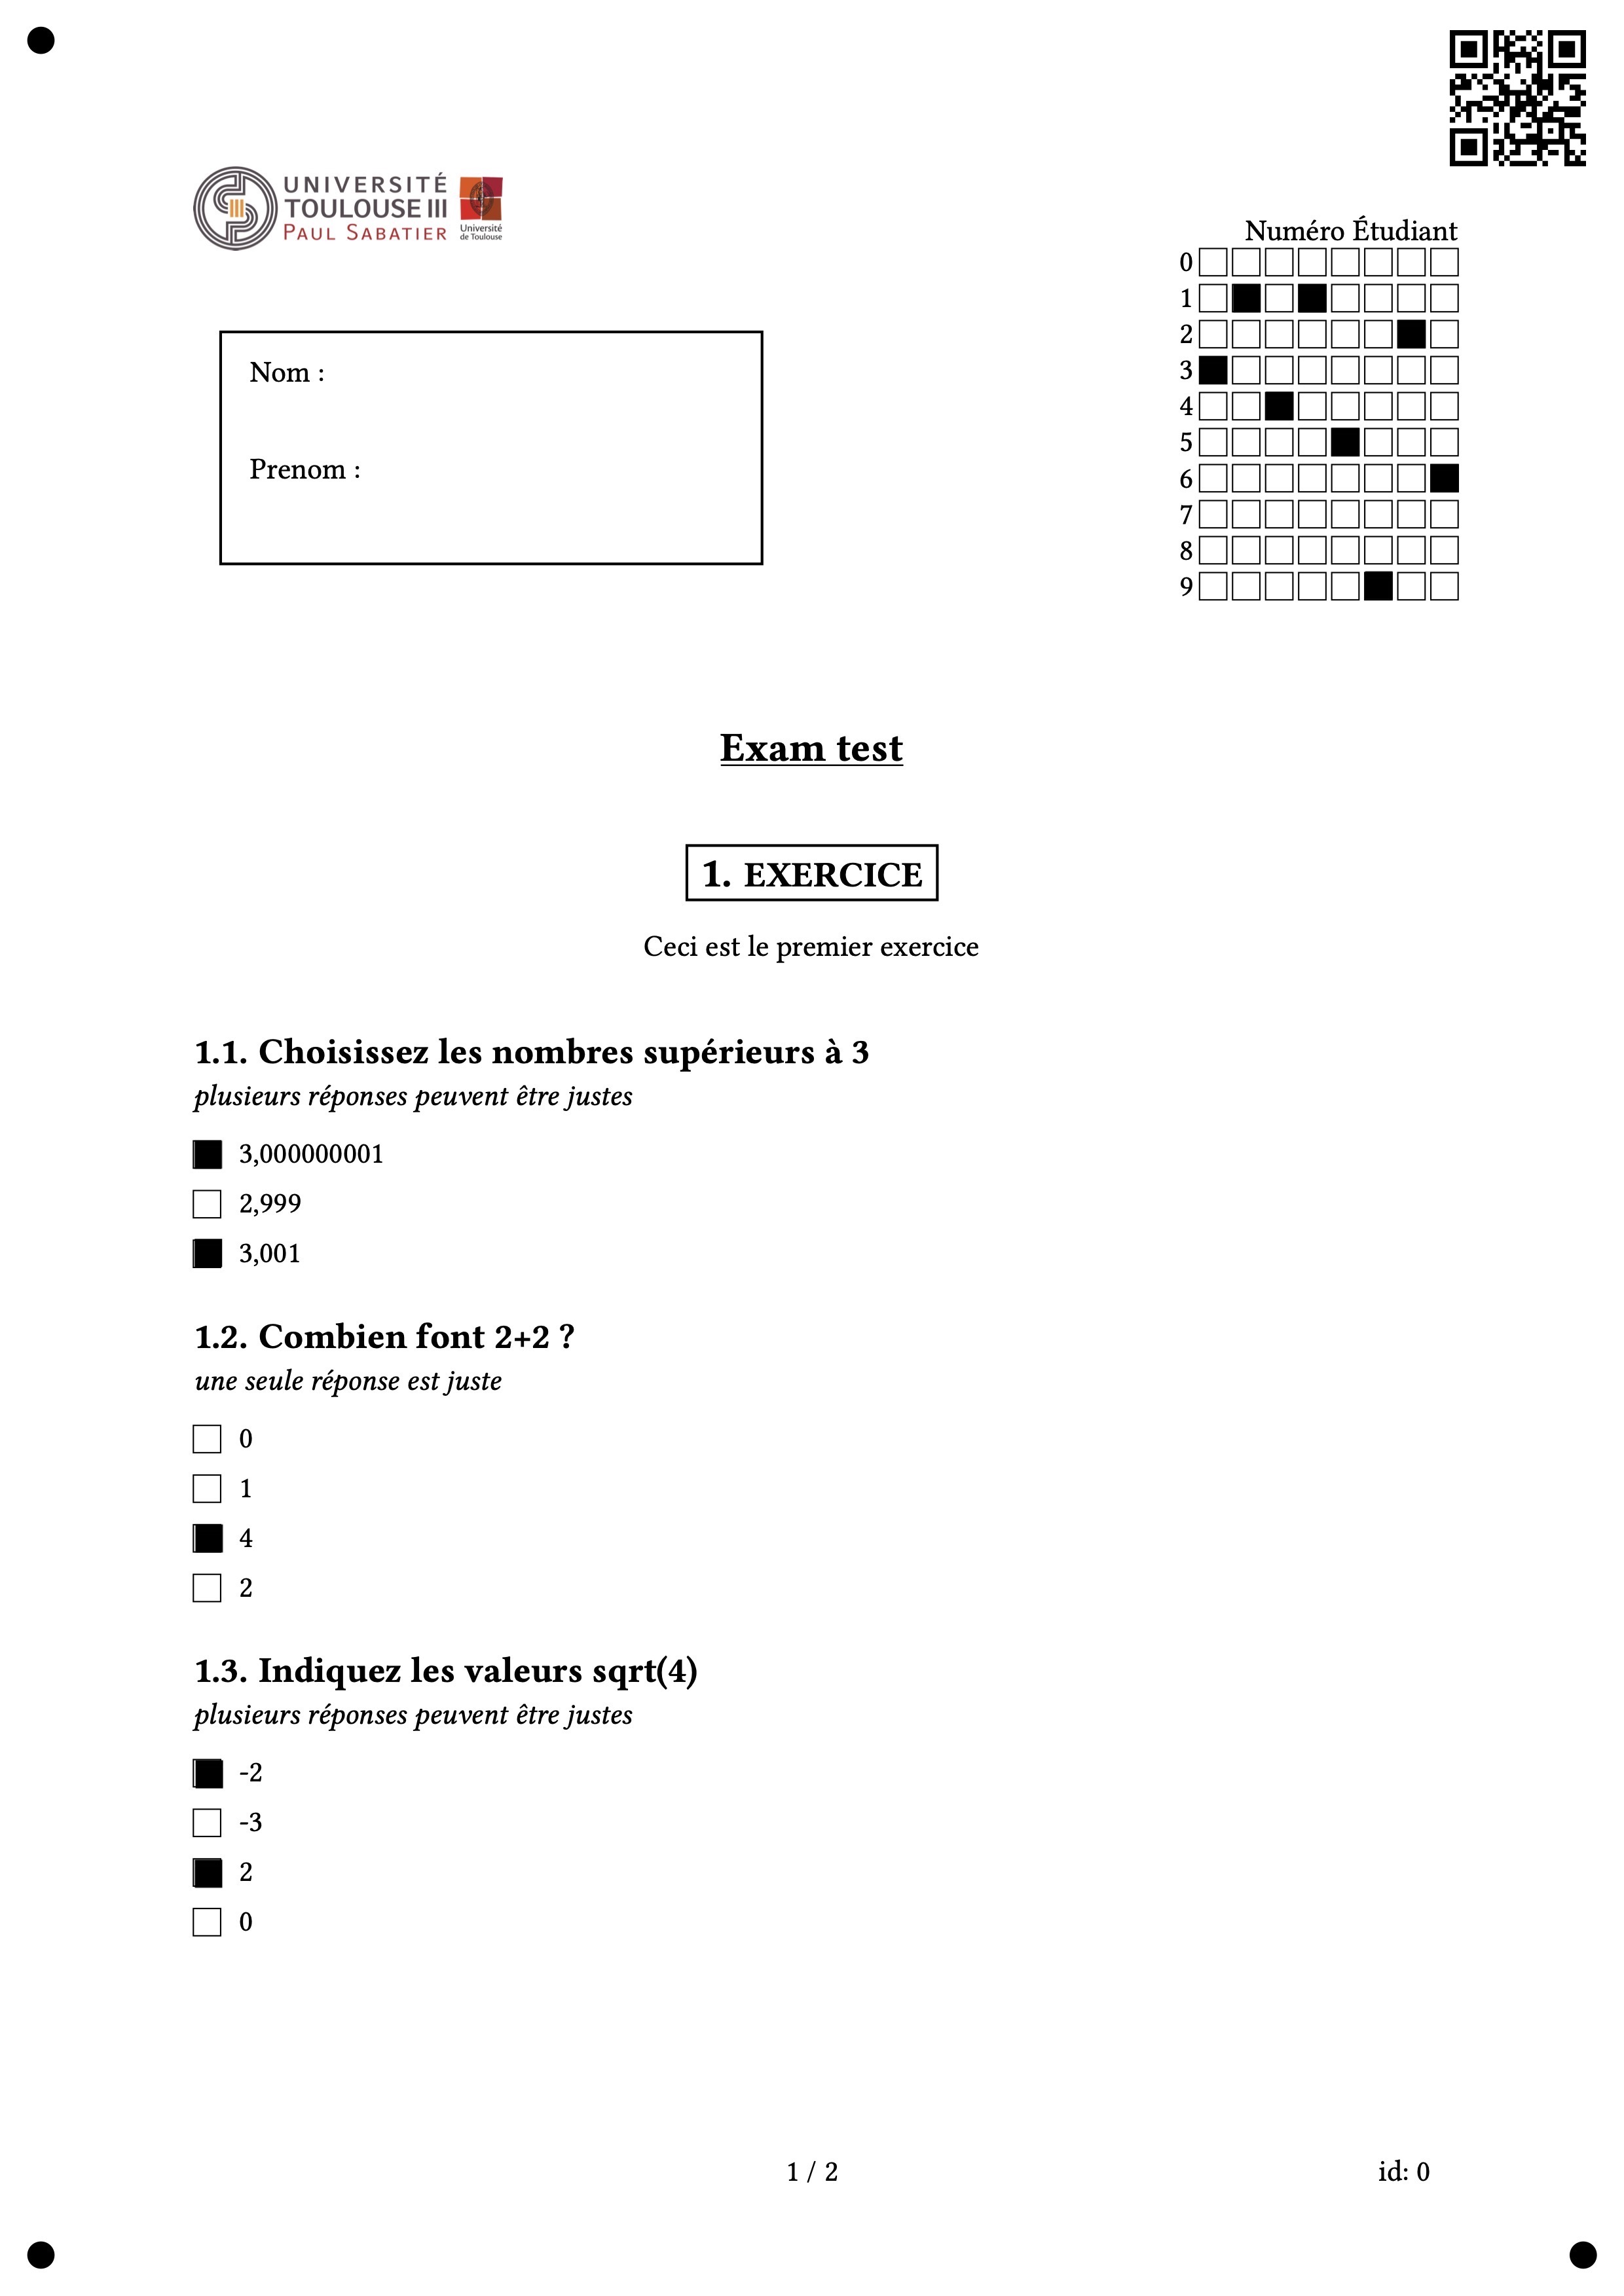 UNIVERSITÉ
TOULOUSE III
PAUL SABATIER
Université
de Toulouse
Numéro Étudiant
0
1
2
3
4
5
6
7
8
9
Nom :
Prenom :
Exam test
1. EXERCICE
Ceci est le premier exercice
1.1. Choisissez les nombres supérieurs à 3
plusieurs réponses peuvent être justes
3,000000001
2,999
3,001
1.2. Combien font 2+2 ?
une seule réponse est juste
0
1
4
2
1.3. Indiquez les valeurs sqrt(4)
plusieurs réponses peuvent être justes
-2
-3
2
0
1 / 2
id: 0